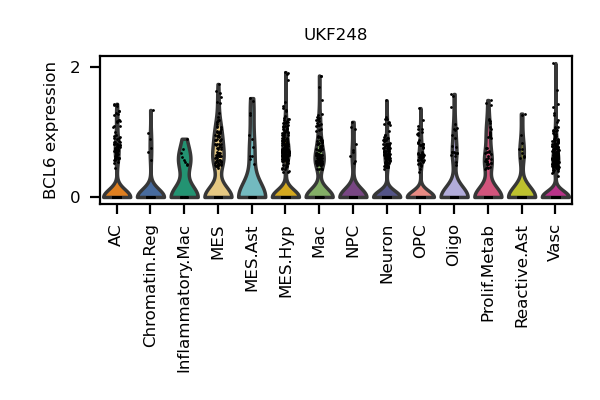 UKF248
BCL6 expression
2
0
AC
Chromatin.Reg
Inflammatory.Mac
MES
MES.Ast
MES.Hyp
Mac
NPC
Neuron
OPC
Oligo
Prolif.Metab
Reactive.Ast
Vasc